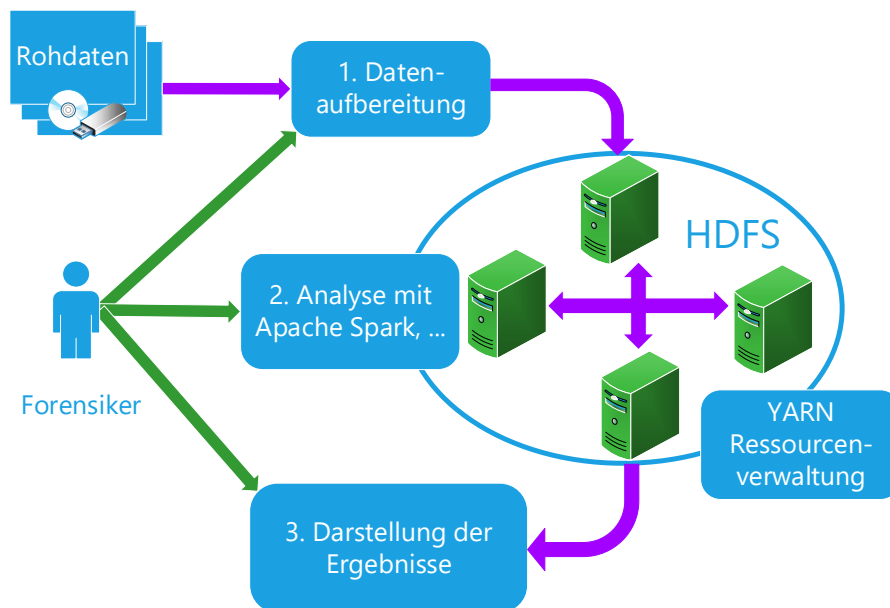 Rohdaten
1. Daten-
aufbereitung
HDFS
2. Analyse mit
Apache Spark, ...
Forensiker
YARN
Ressourcen-
verwaltung
3. Darstellung der
Ergebnisse